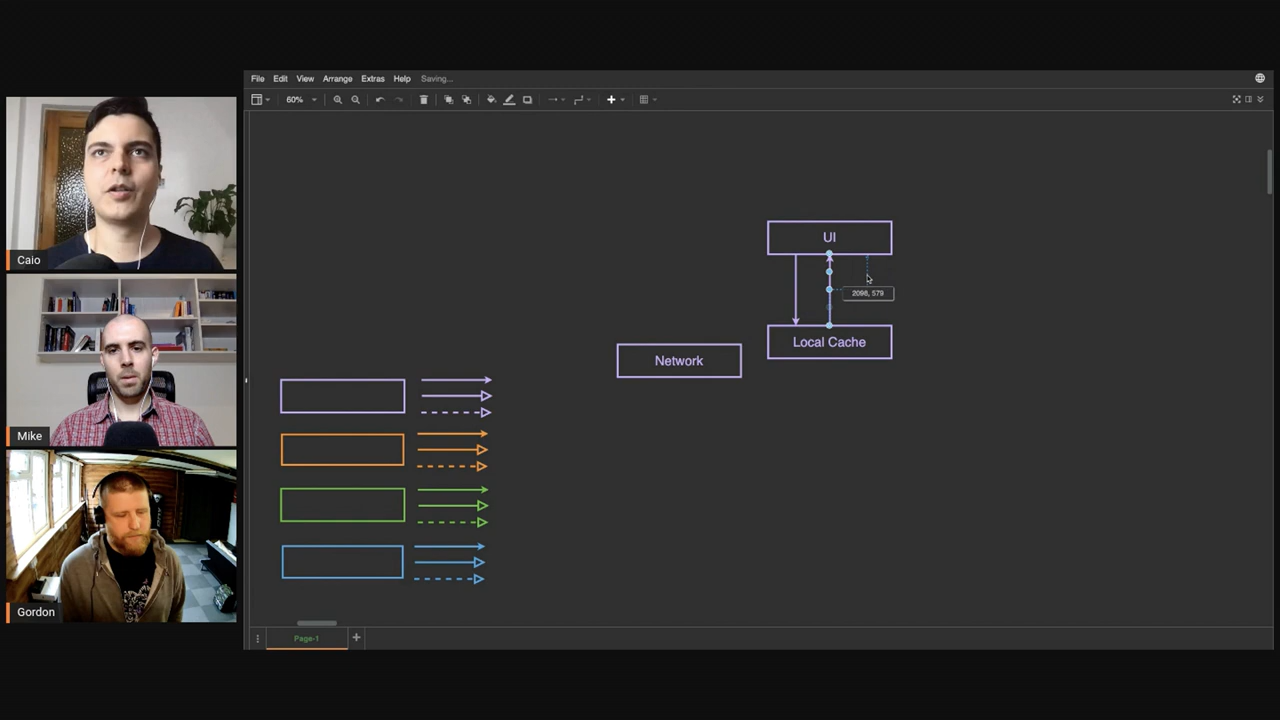 File Edit View Arrange Extras Help Saving...
60%
UI
2098, 579
Local Cache
Network
Caio
Mike
Gordon
Page-1